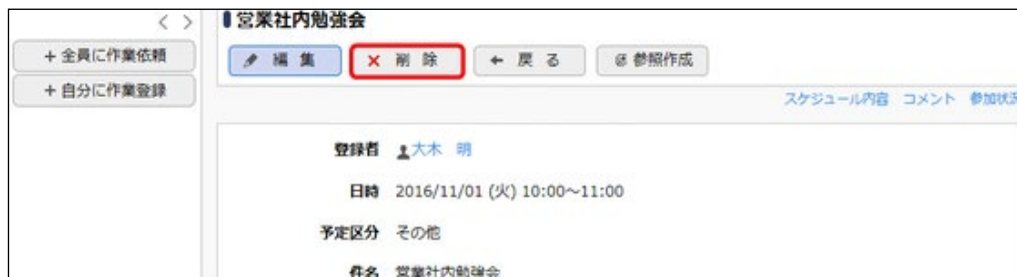 営業社内勉強会
+ 全員に作業依頼
+ 自分に作業登録
編 集
× 削 除
← 戻 る
参照作成
スケジュール内容 コメント 参加状況
登録者 大木 明
日時 2016/11/01 (火) 10:00～11:00
予定区分 その他
件名 営業社内勉強会